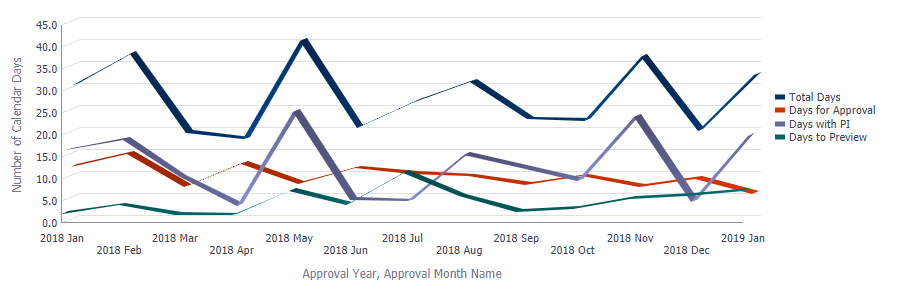 45.0
40.0
35.0
30.0
25.0
20.0
15.0
10.0
5.0
0.0
Number of Calendar Days
2018 Jan
2018 Feb
2018 Mar
2018 Apr
2018 May
2018 Jun
2018 Jul
2018 Aug
2018 Sep
2018 Oct
2018 Nov
2018 Dec
2019 Jan
Approval Year, Approval Month Name
Total Days
Days for Approval
Days with PI
Days to Preview